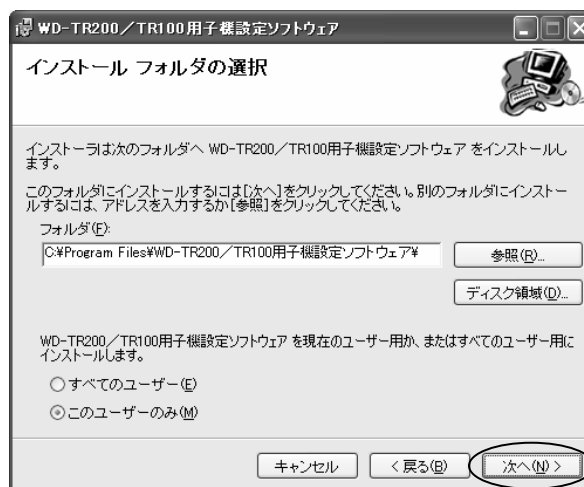 WD-TR200／TR100用子機設定ソフトウェア
インストール フォルダの選択
インストーラは次のフォルダへ WD-TR200／TR100用子機設定ソフトウェア をインストールし
ます。
このフォルダにインストールするには[次へ]をクリックしてください。別のフォルダにインストー
ルするには、アドレスを入力するか[参照]をクリックしてください。
フォルダ(F):
C:¥Program Files¥WD-TR200／TR100用子機設定ソフトウェア¥
参照(R)...
ディスク領域(D)...
WD-TR200／TR100用子機設定ソフトウェア を現在のユーザー用か、またはすべてのユーザー用に
インストールします。
すべてのユーザー(E)
このユーザーのみ(M)
キャンセル
< 戻る(B)
次へ(N) >